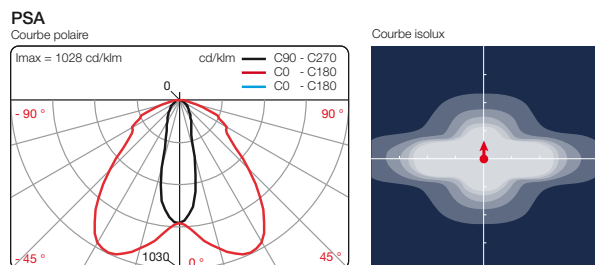 PSA
Courbe polaire
Imax = 1028 cd/klm
cd/klm
C90 - C270
C0 - C180
C0 - C180
0
- 90 °
90 °
- 45 °
1030
0 °
45 °
Courbe isolux